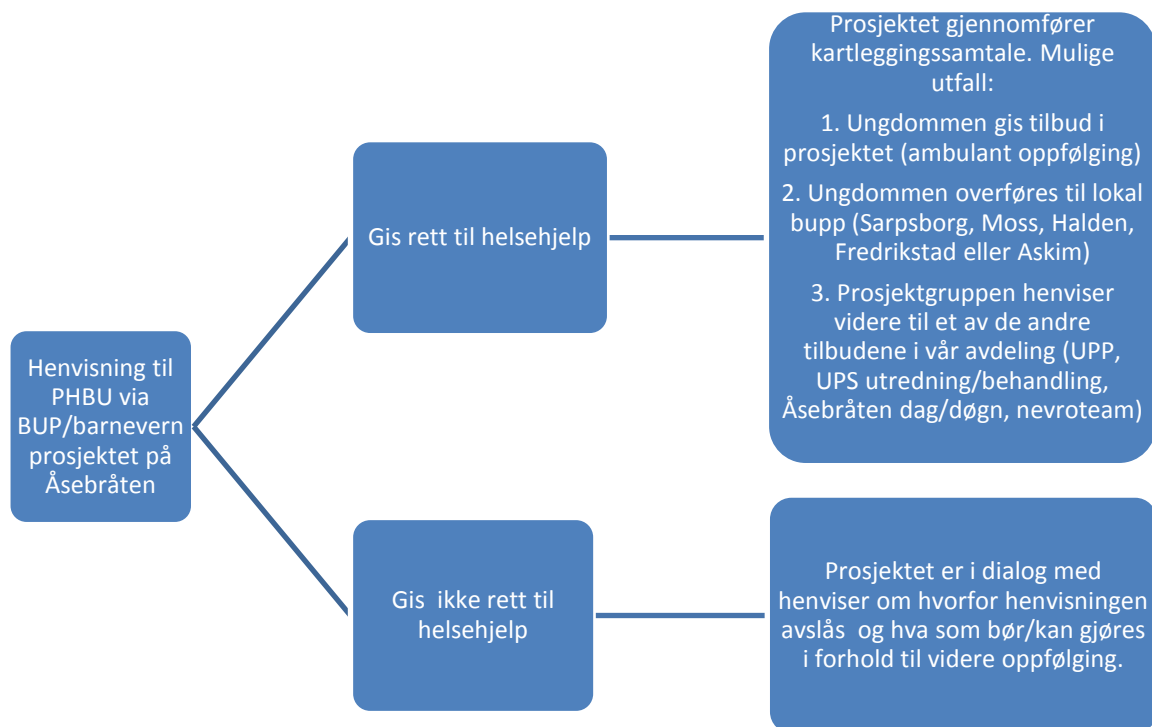 Henvisning til
PHBU via
BUP/barnevern
prosjektet på
Åsebråten
Gis rett til helsehjelp
Prosjektet gjennomfører
kartleggingssamtale. Mulige
utfall:
1. Ungdommen gis tilbud i
prosjektet (ambulant oppfølging)
2. Ungdommen overføres til lokal
bupp (Sarpsborg, Moss, Halden,
Fredrikstad eller Askim)
3. Prosjektgruppen henviser
videre til et av de andre
tilbudene i vår avdeling (UPP,
UPS utredning/behandling,
Åsebråten dag/døgn, nevroteam)
Gis  ikke rett til
helsehjelp
Prosjektet er i dialog med
henviser om hvorfor henvisningen
avslås  og hva som bør/kan gjøres
i forhold til videre oppfølging.